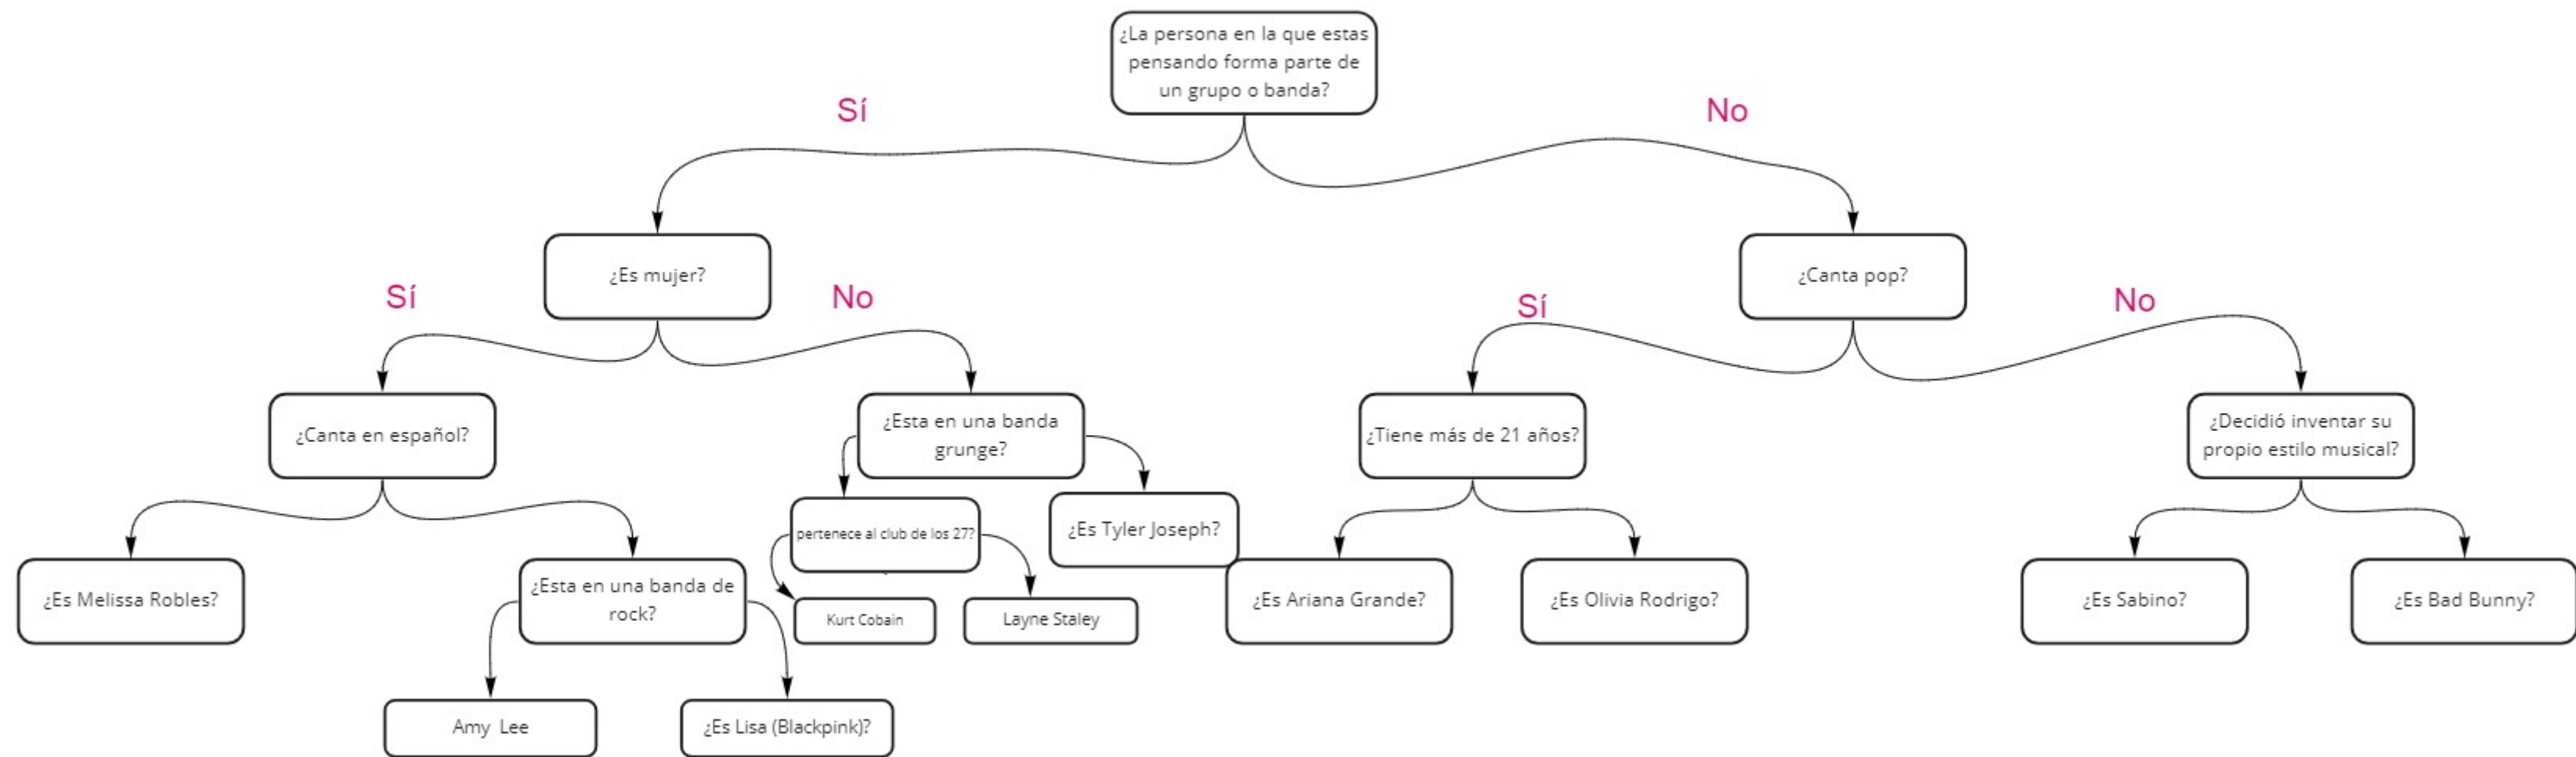 ¿La persona en la que estas
pensando forma parte de
un grupo o banda?
Sí
No
¿Es mujer?
¿Canta pop?
Sí
No
Sí
No
¿Canta en español?
¿Esta en una banda
grunge?
¿Tiene más de 21 años?
¿Decidió inventar su
propio estilo musical?
pertenece al club de los 27?
¿Es Tyler Joseph?
¿Es Melissa Robles?
¿Esta en una banda de
rock?
Kurt Cobain
Layne Staley
¿Es Ariana Grande?
¿Es Olivia Rodrigo?
¿Es Sabino?
¿Es Bad Bunny?
Amy Lee
¿Es Lisa (Blackpink)?